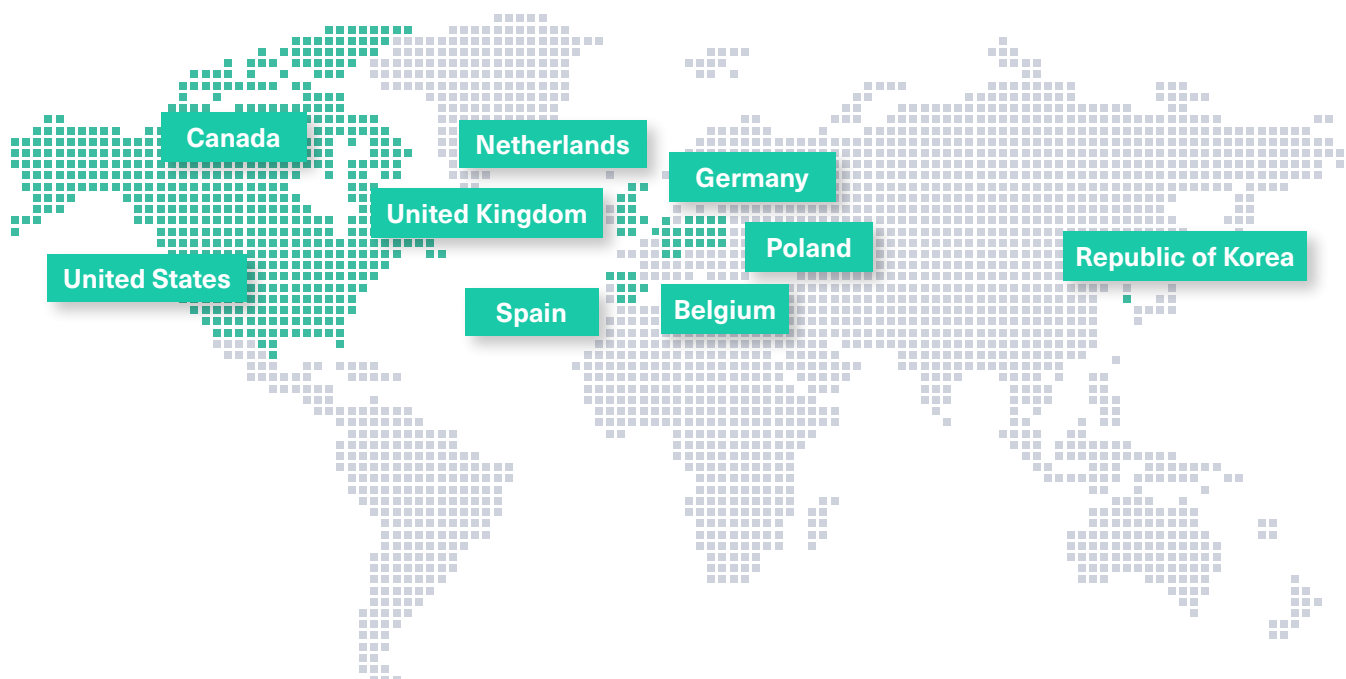 Canada
Netherlands
Germany
United Kingdom
Poland
Republic of Korea
United States
Spain
Belgium